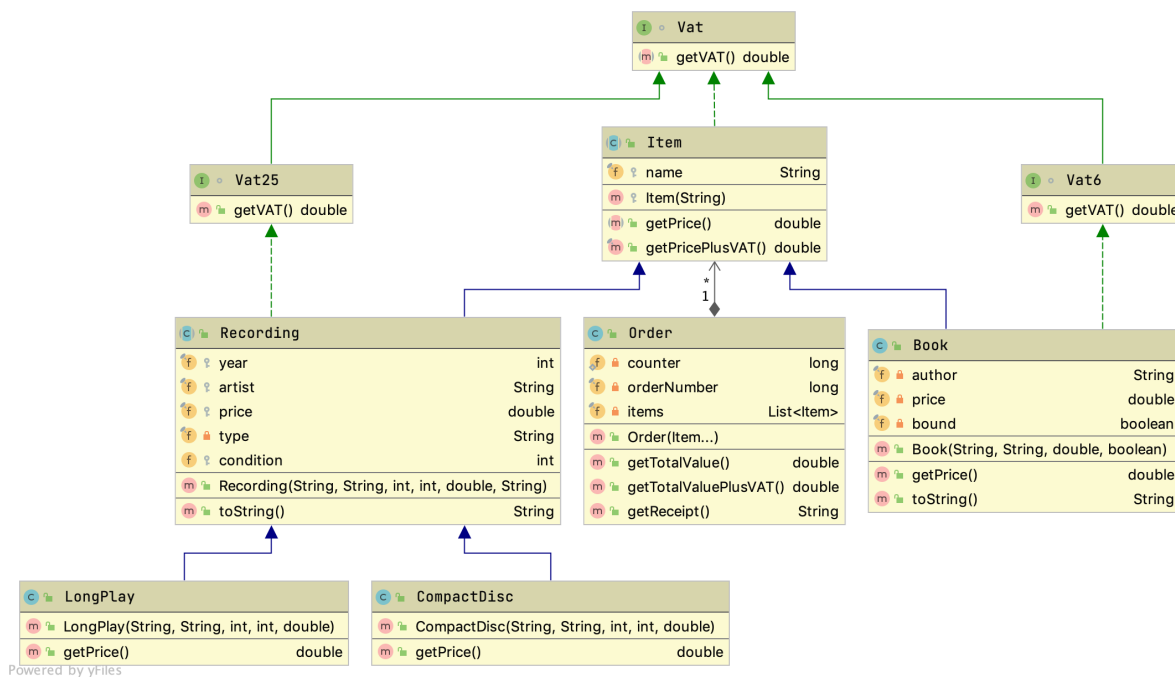 Vat
getVAT() double
Vat25
getVAT() double
Item
name String
Item(String)
getPrice() double
getPricePlusVAT() double
Vat6
getVAT() double
Recording
year int
artist String
price double
type String
condition int
Recording(String, String, int, int, double, String)
toString() String
*
1
Order
counter long
orderNumber long
items List<Item>
Order(Item...)
getTotalValue() double
getTotalValuePlusVAT() double
getReceipt() String
Book
author String
price double
bound boolean
Book(String, String, double, boolean)
getPrice() double
toString() String
LongPlay
LongPlay(String, String, int, int, double)
getPrice() double
CompactDisc
CompactDisc(String, String, int, int, double)
getPrice() double
Powered by yFiles